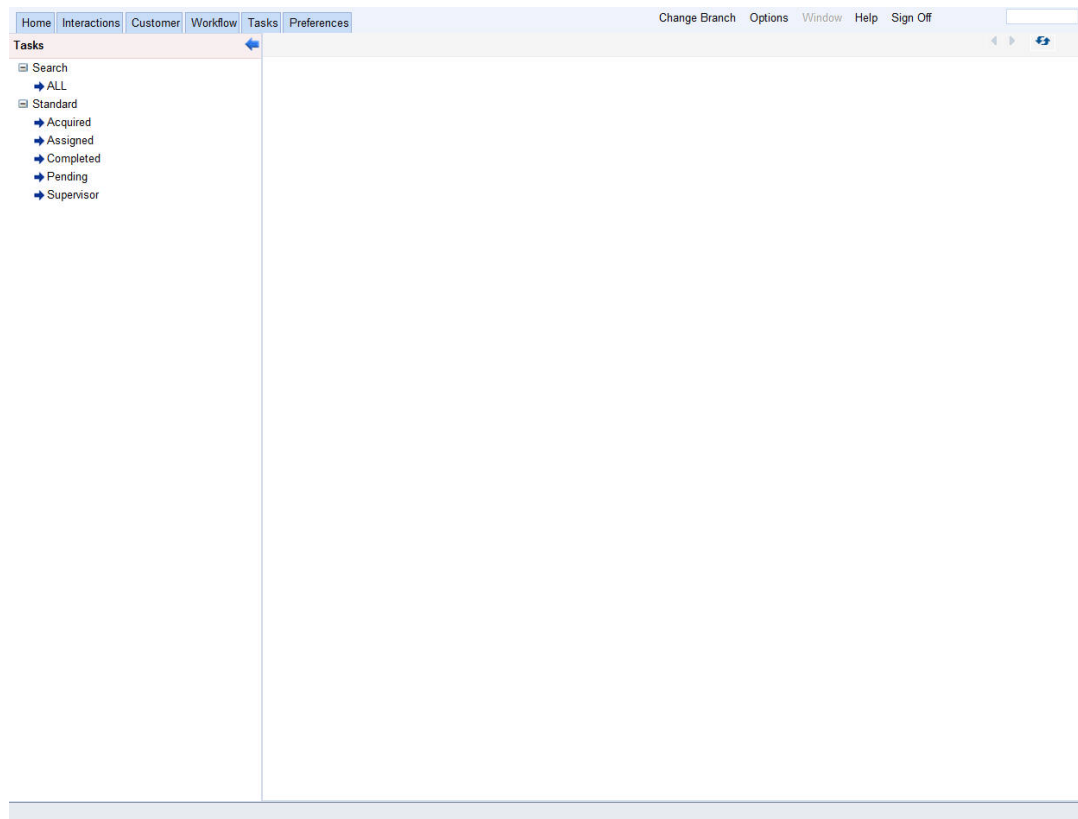 Home Interactions Customer Workflow Tasks Preferences Change Branch Options Window Help Sign Off
Tasks
Search
ALL
Standard
Acquired
Assigned
Completed
Pending
Supervisor